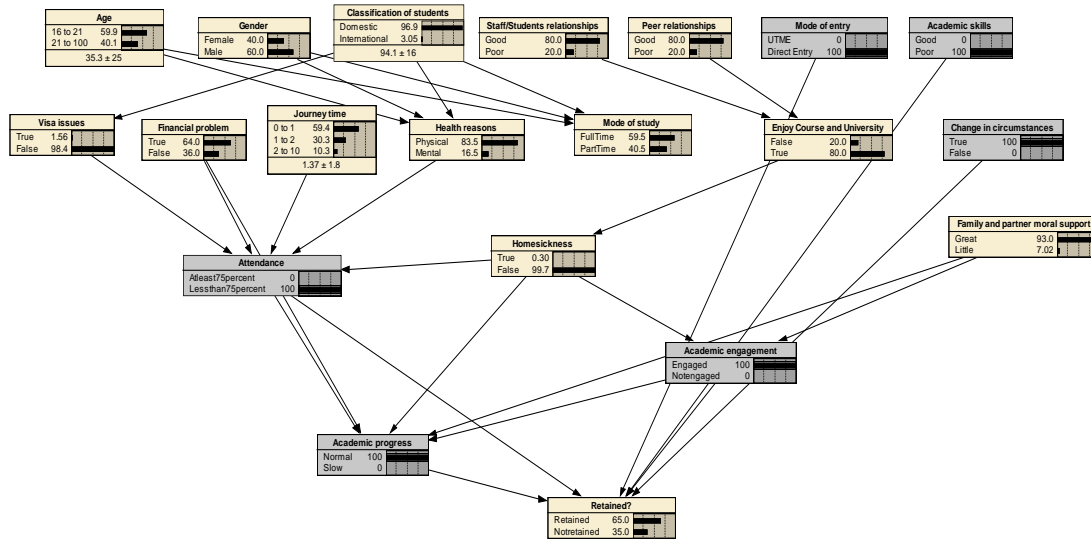 Age
16 to 21 59.9
21 to 100 40.1
35.3 ± 25
Gender
Female 40.0
Male 60.0
Classification of students
Domestic 96.9
International 3.05
94.1 ± 16
Staff/Students relationships
Good 80.0
Poor 20.0
Peer relationships
Good 80.0
Poor 20.0
Mode of entry
UTME 0
Direct Entry 100
Academic skills
Good 0
Poor 100
Visa issues
True 1.56
False 98.4
Financial problem
True 64.0
False 36.0
Journey time
0 to 1 59.4
1 to 2 30.3
2 to 10 10.3
1.37 ± 1.8
Health reasons
Physical 83.5
Mental 16.5
Mode of study
FullTime 59.5
PartTime 40.5
Enjoy Course and University
False 20.0
True 80.0
Change in circumstances
True 100
False 0
Family and partner moral support
Great 93.0
Little 7.02
Homesickness
True 0.30
False 99.7
Attendance
Atleast75percent 0
Lessthan75percent 100
Academic engagement
Engaged 100
Notengaged 0
Academic progress
Normal 100
Slow 0
Retained?
Retained 65.0
Notretained 35.0